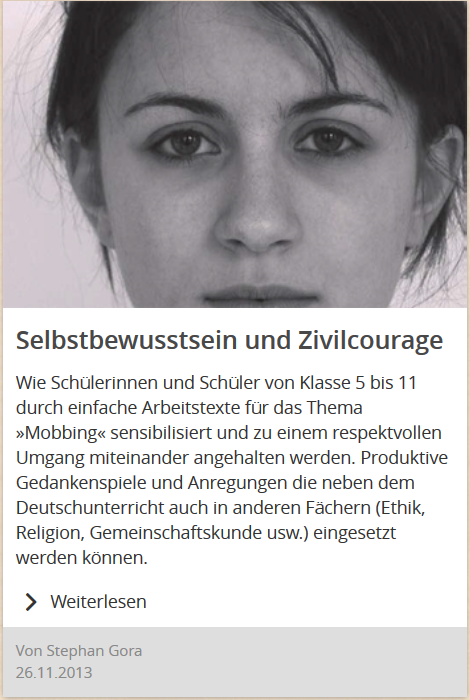 Selbstbewusstsein und Zivilcourage
Wie Schülerinnen und Schüler von Klasse 5 bis 11
durch einfache Arbeitstexte für das Thema
»Mobbing« sensibilisiert und zu einem respektvollen
Umgang miteinander angehalten werden. Produktive
Gedankenspiele und Anregungen die neben dem
Deutschunterricht auch in anderen Fächern (Ethik,
Religion, Gemeinschaftskunde usw.) eingesetzt
werden können.
Weiterlesen
Von Stephan Gora
26.11.2013